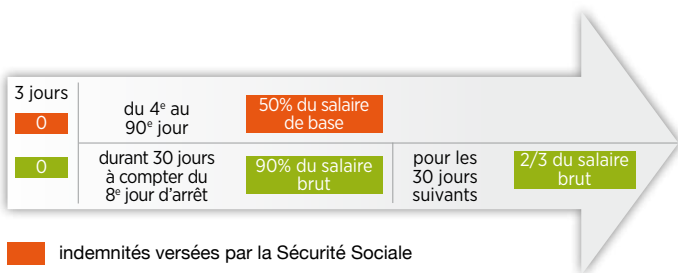 3 jours
0
du 4e au
90e jour
50% du salaire
de base
0
durant 30 jours
à compter du
8e jour d'arrêt
90% du salaire
brut
pour les
30 jours
suivants
2/3 du salaire
brut
indemnités versées par la Sécurité Sociale